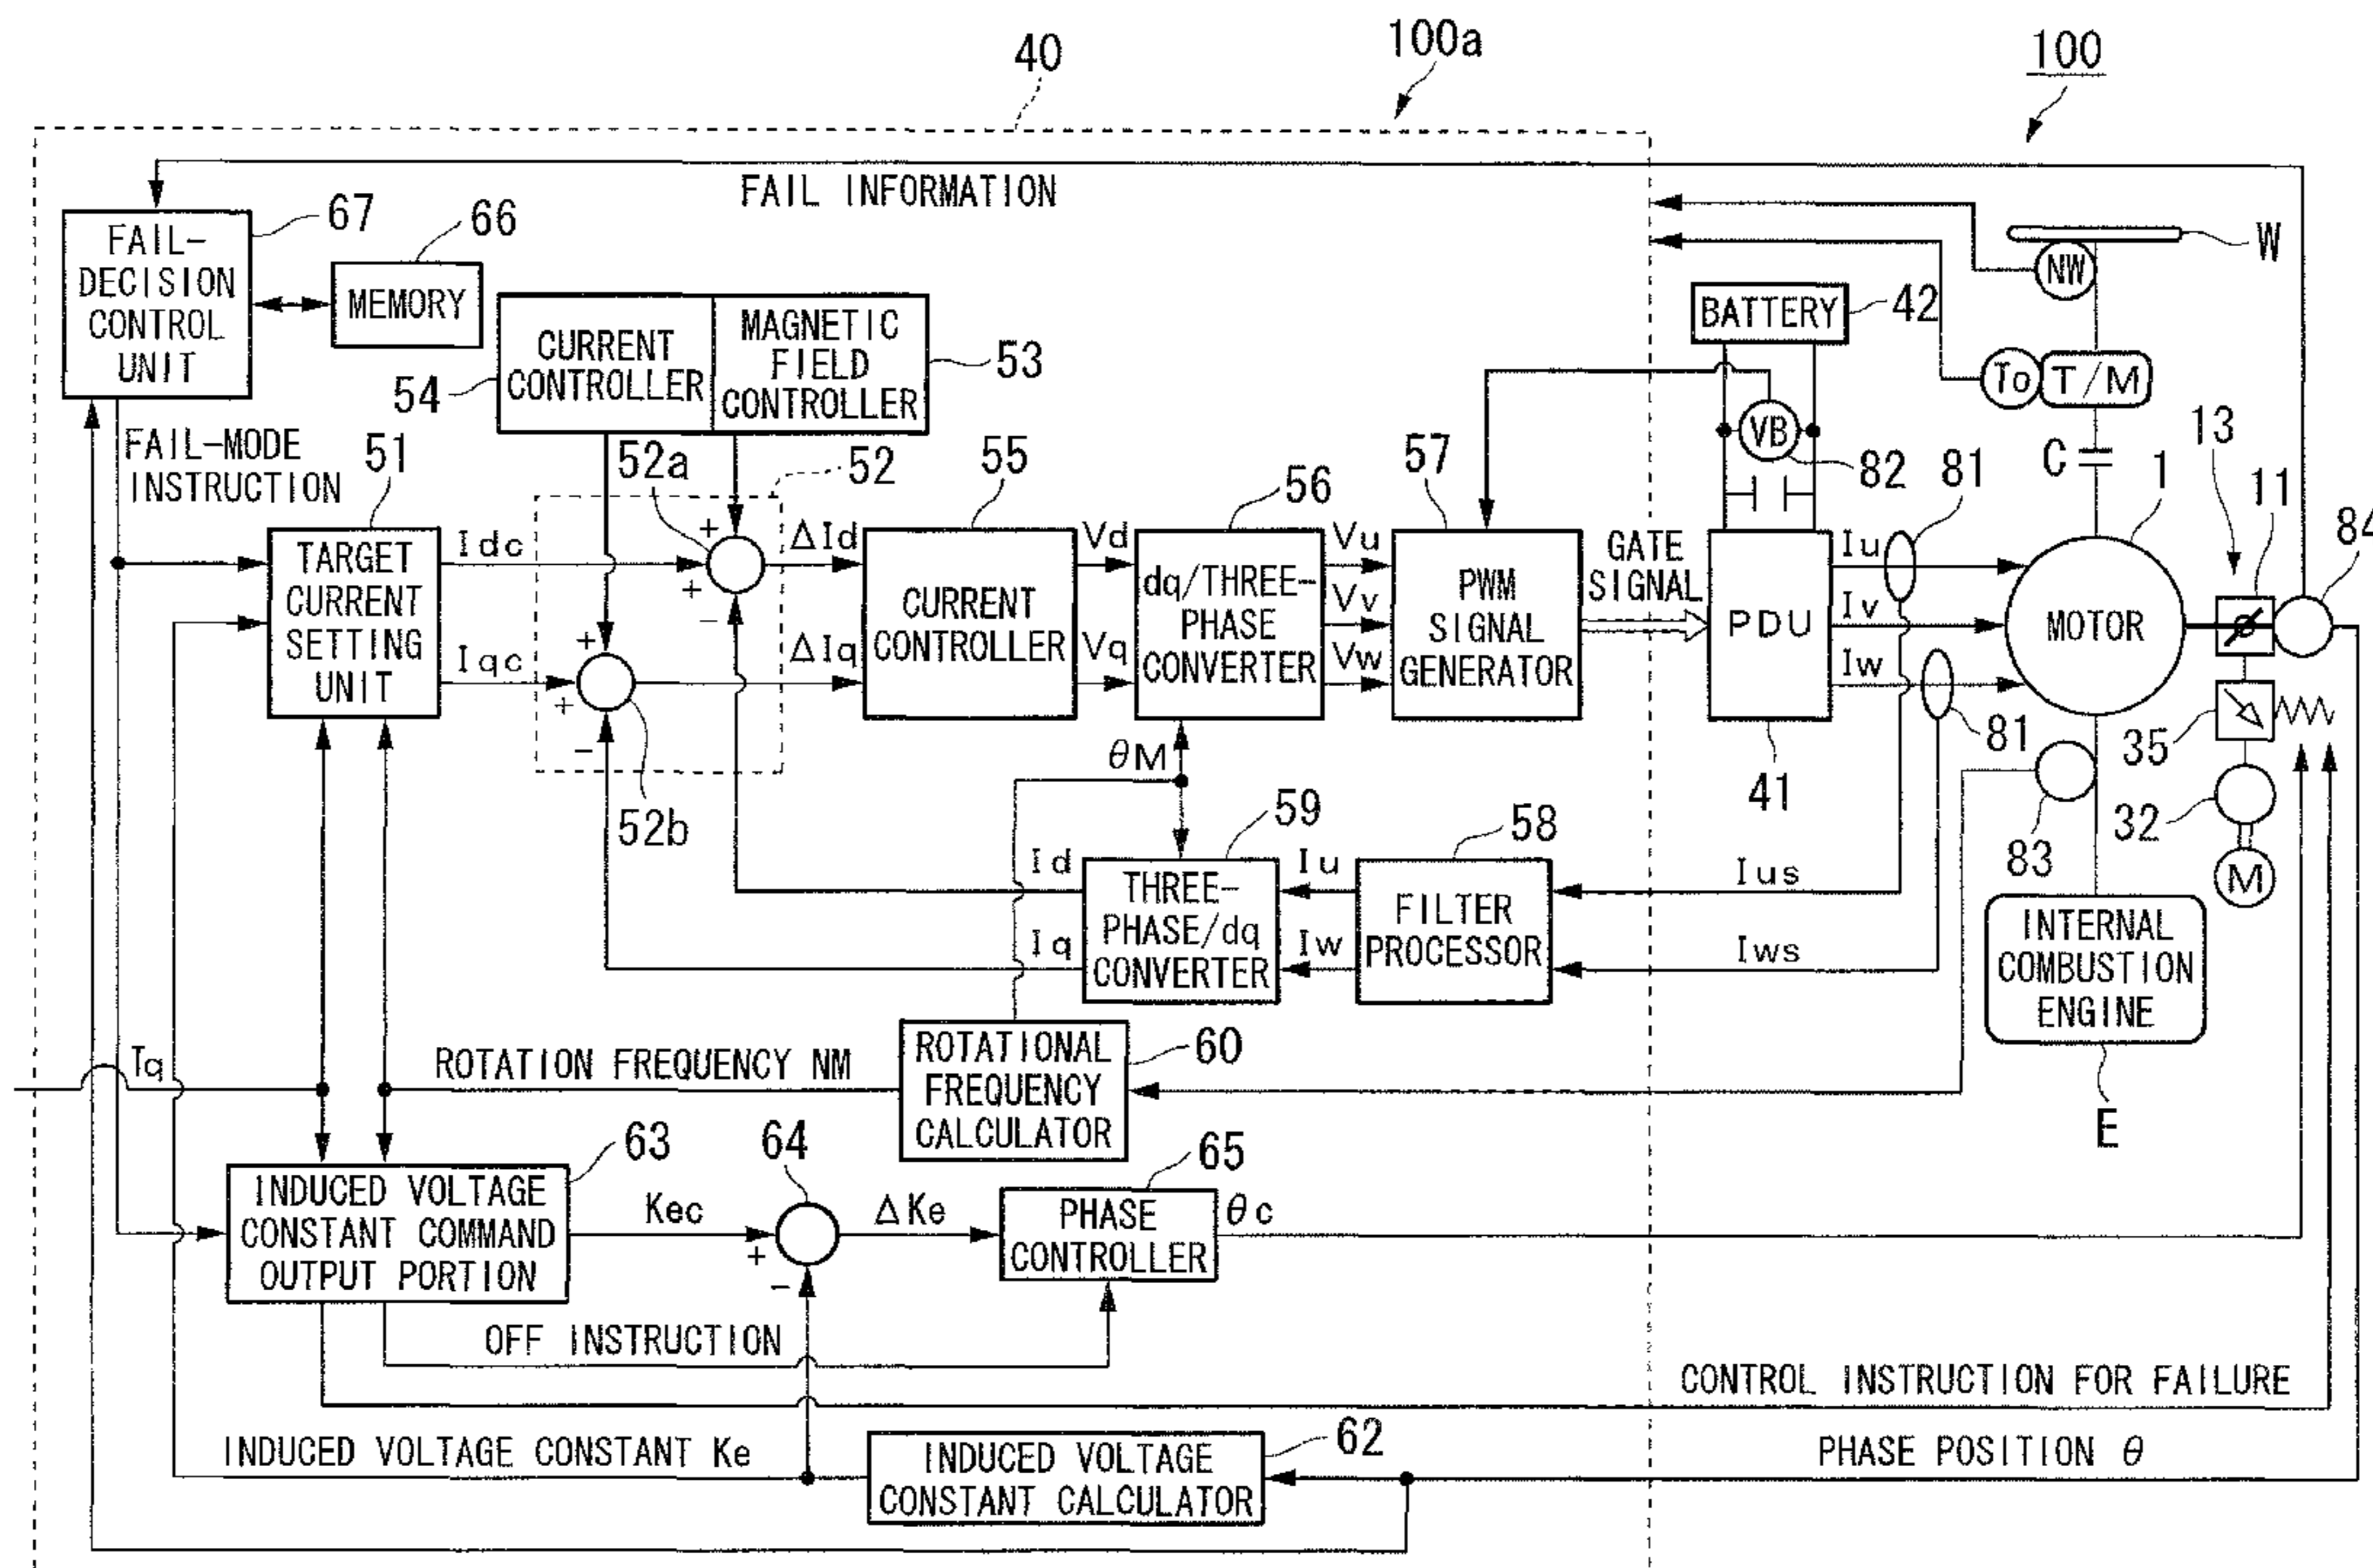 40
100a
100
FAIL INFORMATION
67
FAIL-
DECISION
CONTROL
UNIT
66
MEMORY
CURRENT
CONTROLLER
54
MAGNETIC
FIELD
CONTROLLER
53
BATTERY
42
NW
W
To
T/M
VB
82
C
FAIL-MODE
INSTRUCTION
51
TARGET
CURRENT
SETTING
UNIT
Idc
Iqc
52a
52
52b
+
+
-
+
+
-
ΔId
ΔIq
55
CURRENT
CONTROLLER
Vd
Vq
56
dq/THREE-
PHASE
CONVERTER
Vu
Vv
Vw
57
PWM
SIGNAL
GENERATOR
GATE
SIGNAL
PDU
41
Iu
Iv
Iw
81
81
1
MOTOR
13
11
84
35
32
M
83
θM
59
THREE-
PHASE/dq
CONVERTER
Id
Iq
Iu
Iw
58
FILTER
PROCESSOR
Ius
Iws
INTERNAL
COMBUSTION
ENGINE
E
Tq
ROTATION FREQUENCY NM
ROTATIONAL
FREQUENCY
CALCULATOR
60
63
INDUCED VOLTAGE
CONSTANT COMMAND
OUTPUT PORTION
Kec
64
+
-
ΔKe
65
PHASE
CONTROLLER
θc
OFF INSTRUCTION
CONTROL INSTRUCTION FOR FAILURE
INDUCED VOLTAGE CONSTANT Ke
62
INDUCED VOLTAGE
CONSTANT CALCULATOR
PHASE POSITION θ